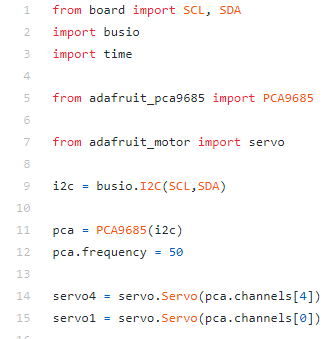 1 from board import SCL, SDA
2 import busio
3 import time
4
5 from adafruit_pca9685 import PCA9685
6
7 from adafruit_motor import servo
8
9 i2c = busio.I2C(SCL,SDA)
10
11 pca = PCA9685(i2c)
12 pca.frequency = 50
13
14 servo4 = servo.Servo(pca.channels[4])
15 servo1 = servo.Servo(pca.channels[0])